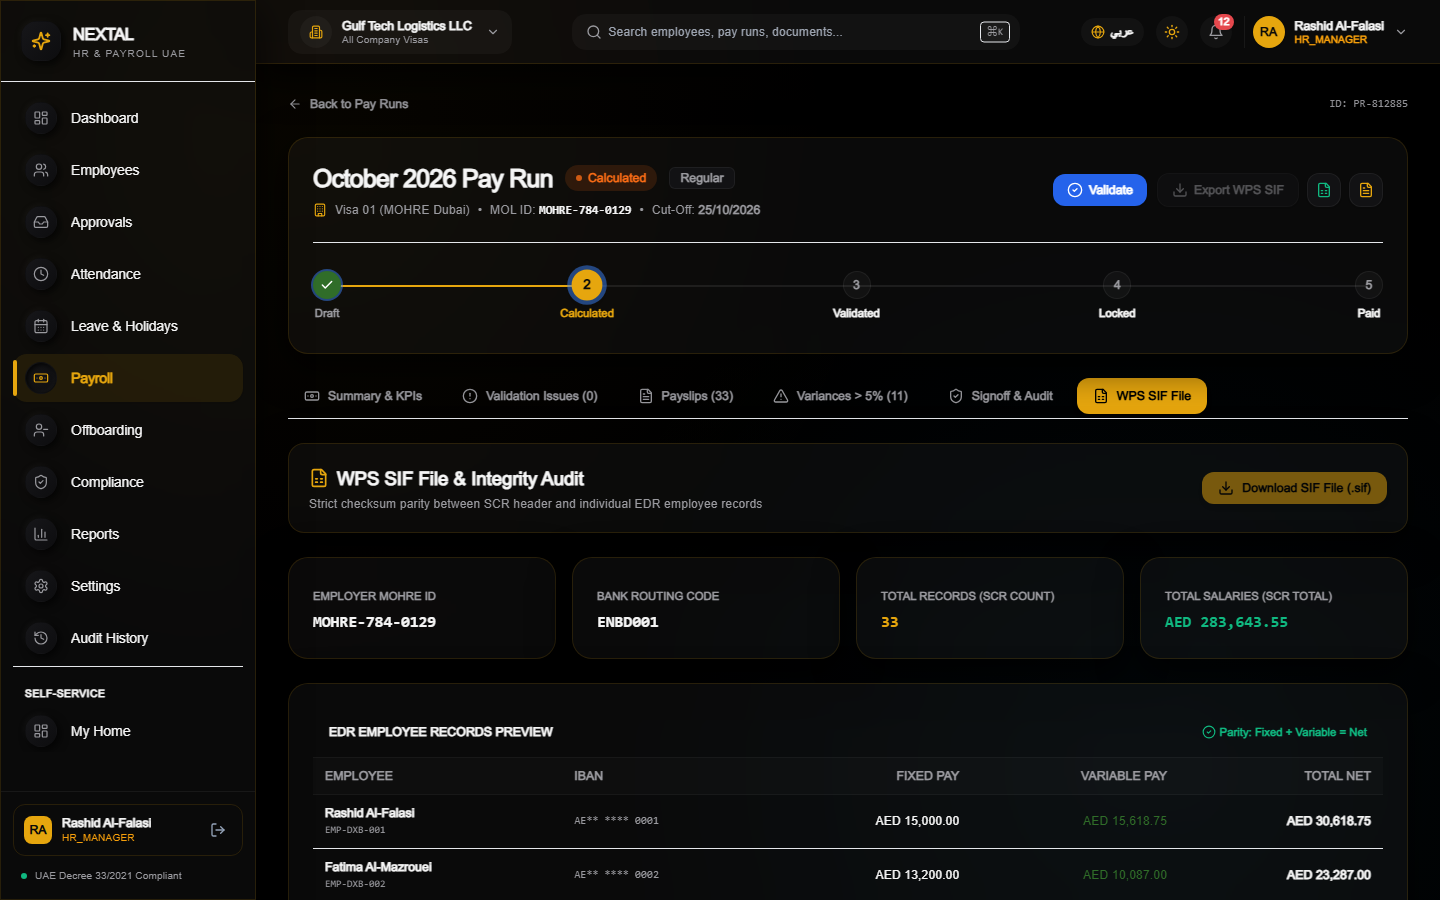 NEXTAL
HR & PAYROLL UAE
Gulf Tech Logistics LLC
All Company Visas
Search employees, pay runs, documents...
⌘K
عربي
12
RA
Rashid Al-Falasi
HR_MANAGER
Dashboard
Employees
Approvals
Attendance
Leave & Holidays
Payroll
Offboarding
Compliance
Reports
Settings
Audit History
SELF-SERVICE
My Home
RA
Rashid Al-Falasi
HR_MANAGER
UAE Decree 33/2021 Compliant
Back to Pay Runs
ID: PR-812885
October 2026 Pay Run
Calculated
Regular
Visa 01 (MOHRE Dubai) • MOL ID: MOHRE-784-0129 • Cut-Off: 25/10/2026
Validate
Export WPS SIF
2
3
4
5
Draft
Calculated
Validated
Locked
Paid
Summary & KPIs
Validation Issues (0)
Payslips (33)
Variances > 5% (11)
Signoff & Audit
WPS SIF File
WPS SIF File & Integrity Audit
Strict checksum parity between SCR header and individual EDR employee records
Download SIF File (.sif)
EMPLOYER MOHRE ID
MOHRE-784-0129
BANK ROUTING CODE
ENBD001
TOTAL RECORDS (SCR COUNT)
33
TOTAL SALARIES (SCR TOTAL)
AED 283,643.55
EDR EMPLOYEE RECORDS PREVIEW
Parity: Fixed + Variable = Net
EMPLOYEE IBAN FIXED PAY VARIABLE PAY TOTAL NET
Rashid Al-Falasi
EMP-DXB-001
AE** **** 0001
AED 15,000.00
AED 15,618.75
AED 30,618.75
Fatima Al-Mazrouei
EMP-DXB-002
AE** **** 0002
AED 13,200.00
AED 10,087.00
AED 23,287.00